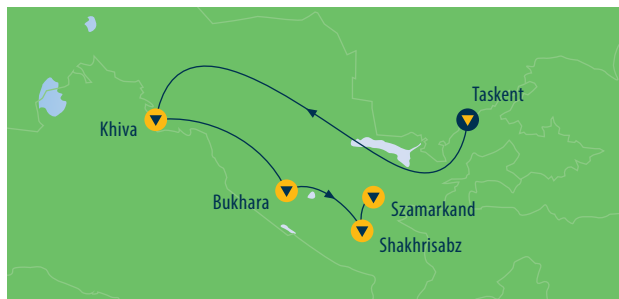 Taskent
Khiva
Bukhara
Szamarkand
Shakhrisabz